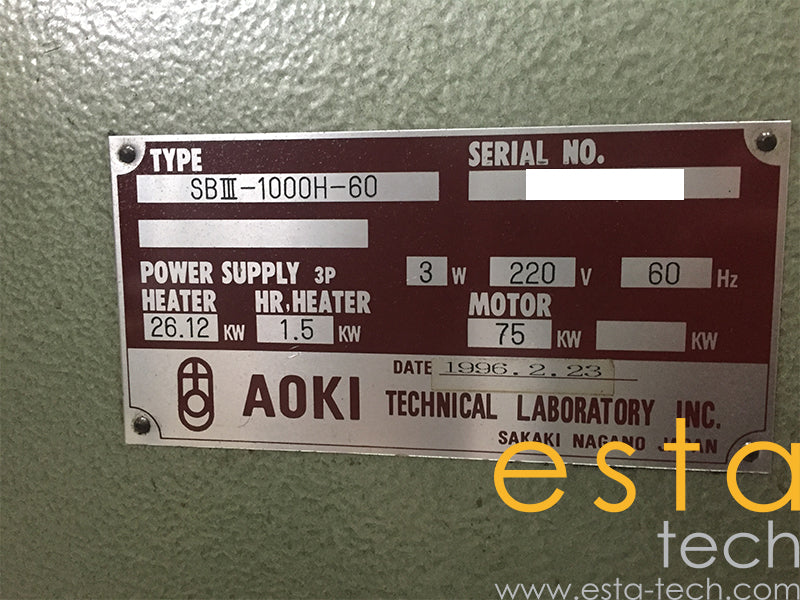 TYPE SERIAL NO.
SBⅢ-1000H-60
POWER SUPPLY 3P 3 W 220 V 60 Hz
HEATER HR,HEATER MOTOR
26.12 KW 1.5 KW 75 KW KW
DATE 1996.2.23
AOKI TECHNICAL LABORATORY INC.
SAKAKI NAGANO JAPAN
esta
tech
www.esta-tech.com